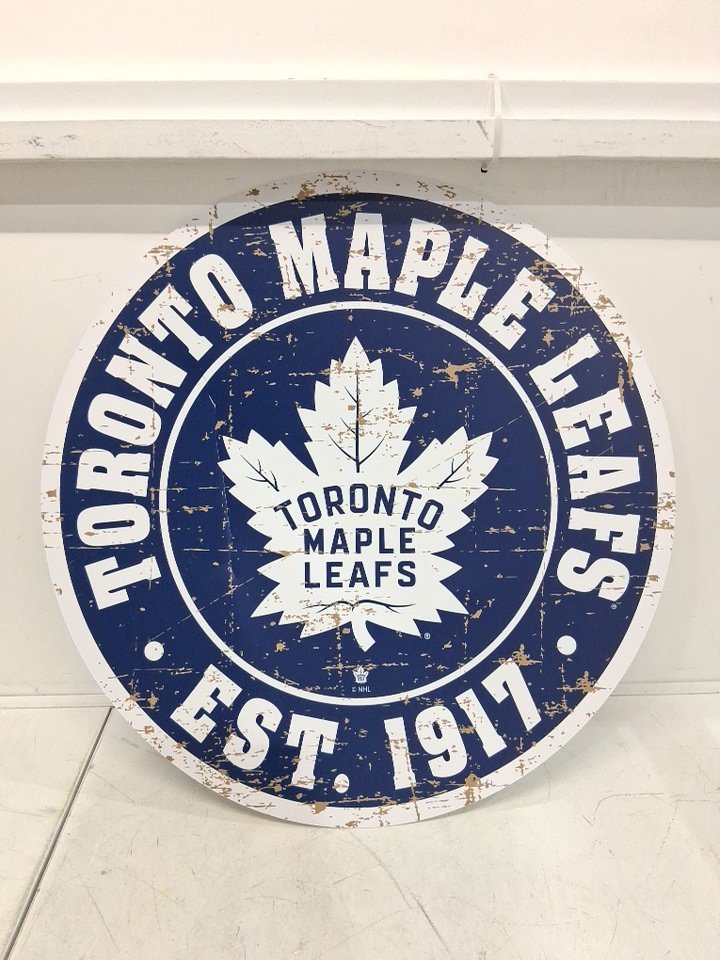 TORONTO MAPLE LEAFS
TORONTO
MAPLE
LEAFS
®
© NHL
• EST. 1917 •